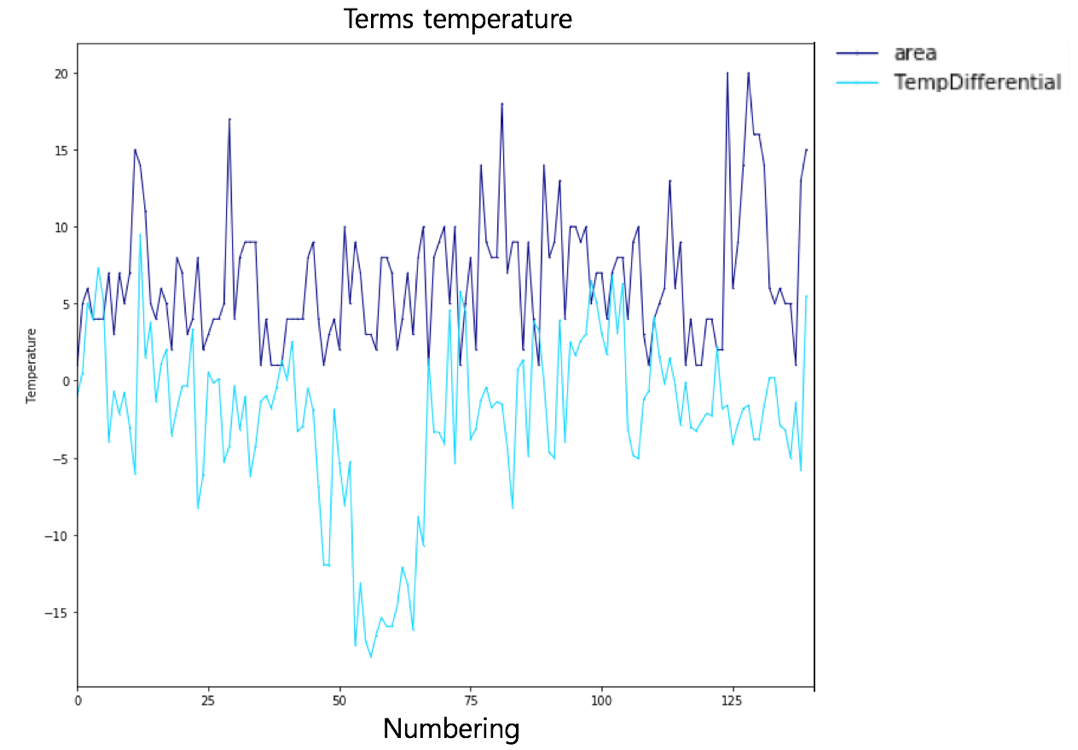 Terms temperature
area
TempDifferential
20
15
10
5
0
−5
−10
−15
Temperature
0 25 50 75 100 125
Numbering